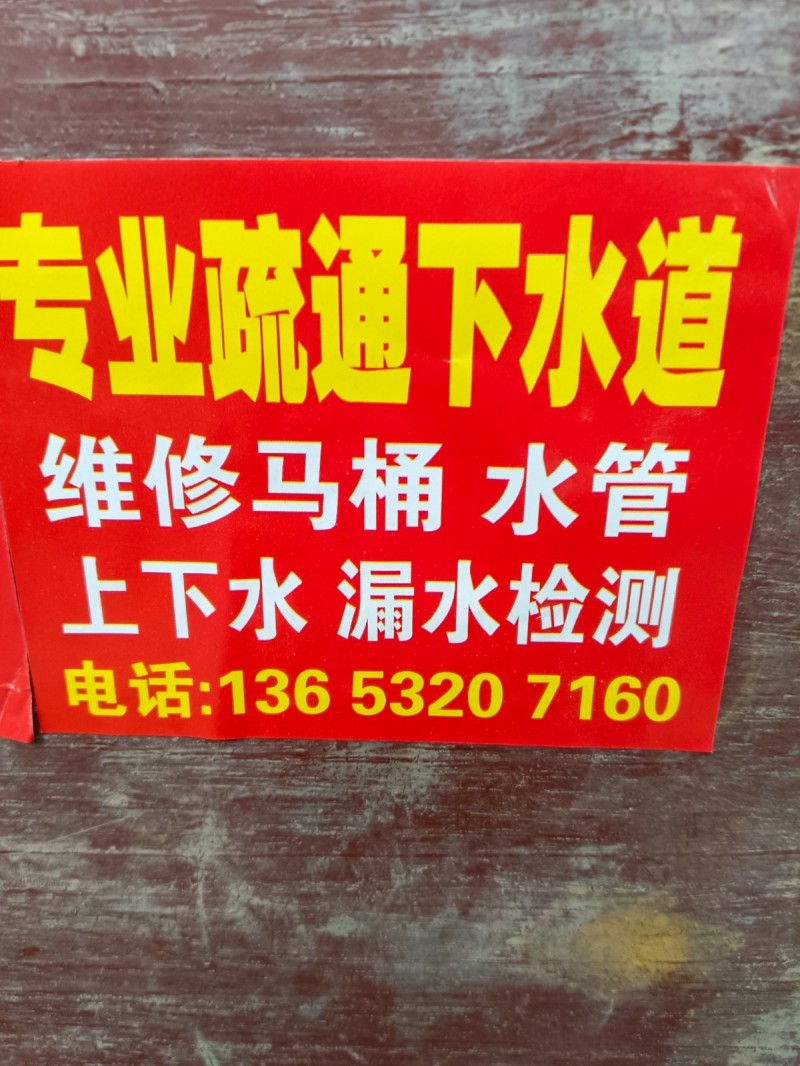 专业疏通下水道
维修马桶 水管
上下水 漏水检测
电话:136 5320 7160